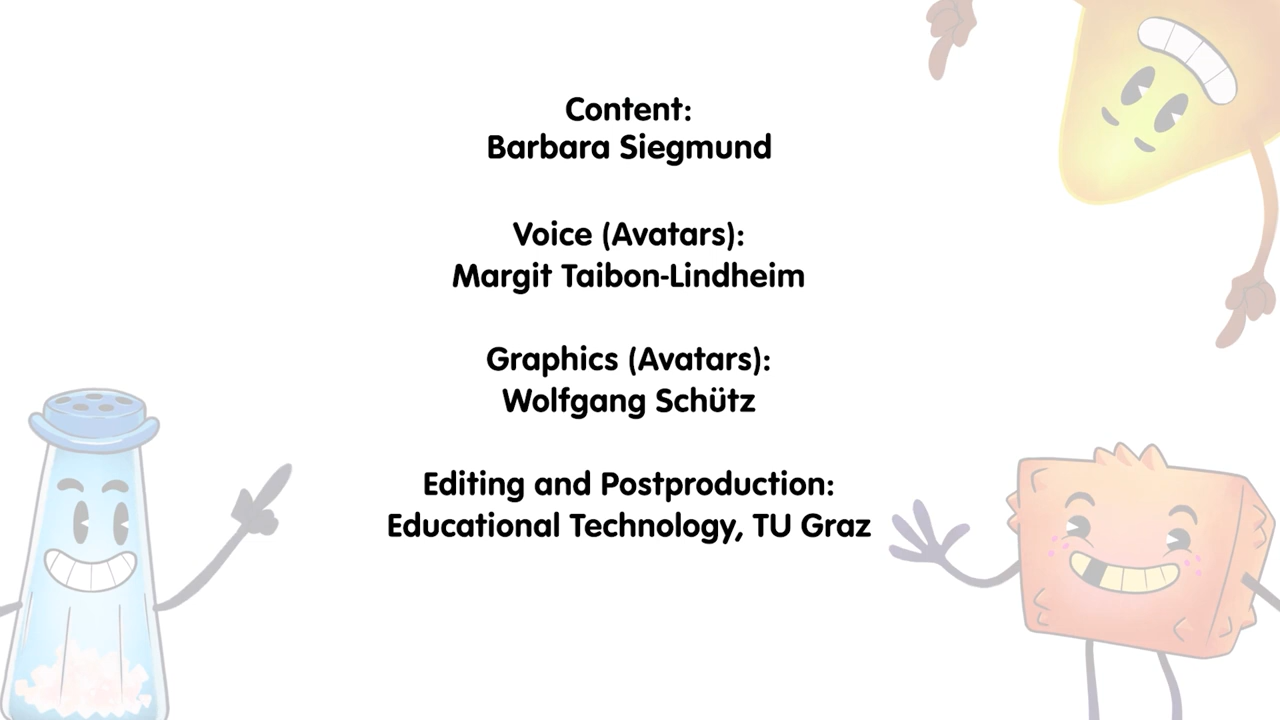 Content:
Barbara Siegmund
Voice (Avatars):
Margit Taibon-Lindheim
Graphics (Avatars):
Wolfgang Schütz
Editing and Postproduction:
Educational Technology, TU Graz